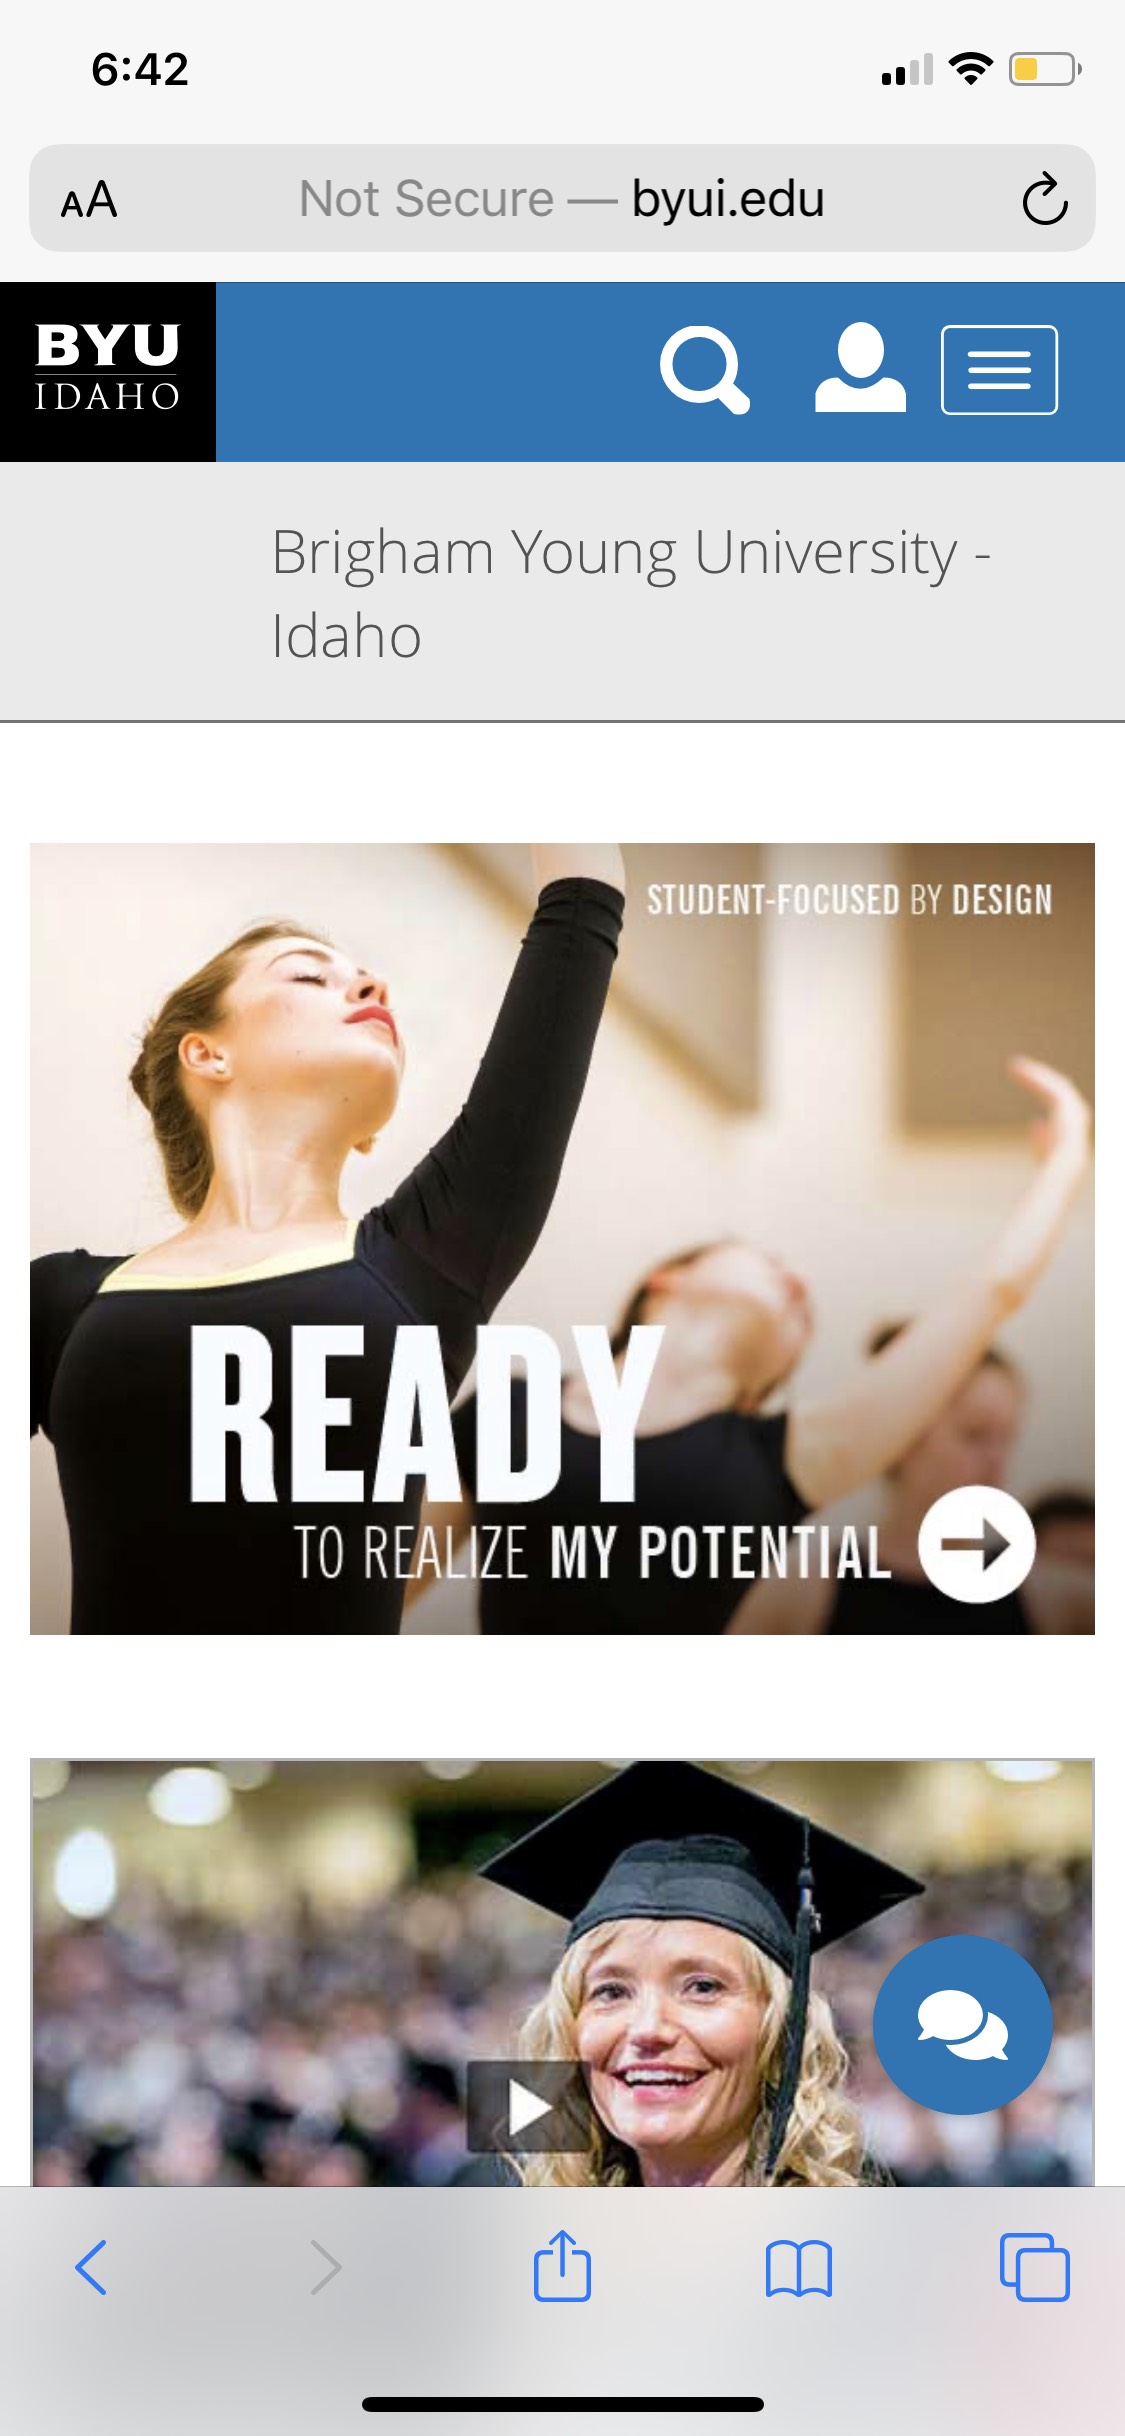 6:42
AA
Not Secure — byui.edu
BYU
IDAHO
Brigham Young University -
Idaho
STUDENT-FOCUSED BY DESIGN
READY
TO REALIZE MY POTENTIAL